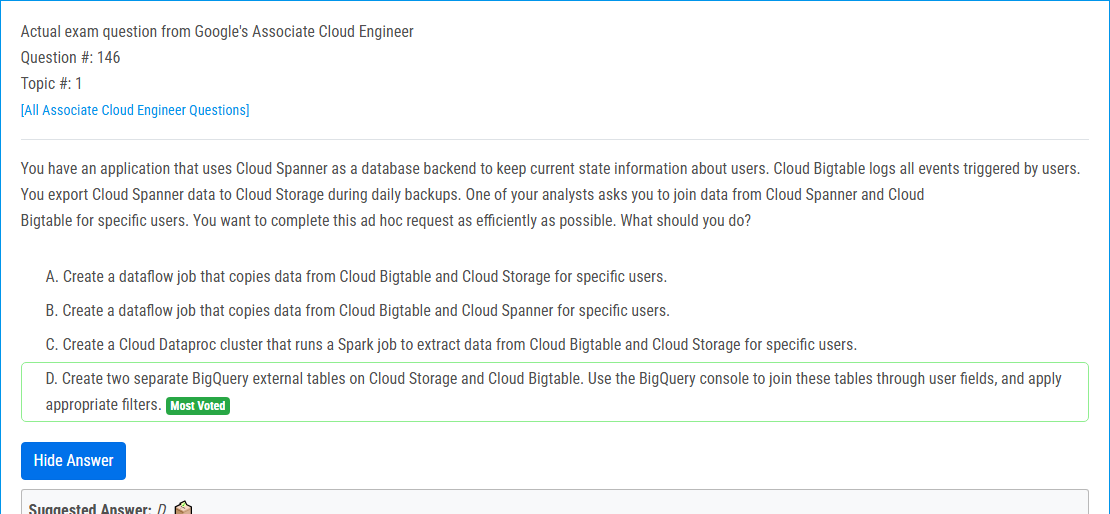 Actual exam question from Google's Associate Cloud Engineer
Question #: 146
Topic #: 1
[All Associate Cloud Engineer Questions]
You have an application that uses Cloud Spanner as a database backend to keep current state information about users. Cloud Bigtable logs all events triggered by users.
You export Cloud Spanner data to Cloud Storage during daily backups. One of your analysts asks you to join data from Cloud Spanner and Cloud
Bigtable for specific users. You want to complete this ad hoc request as efficiently as possible. What should you do?
A. Create a dataflow job that copies data from Cloud Bigtable and Cloud Storage for specific users.
B. Create a dataflow job that copies data from Cloud Bigtable and Cloud Spanner for specific users.
C. Create a Cloud Dataproc cluster that runs a Spark job to extract data from Cloud Bigtable and Cloud Storage for specific users.
D. Create two separate BigQuery external tables on Cloud Storage and Cloud Bigtable. Use the BigQuery console to join these tables through user fields, and apply
appropriate filters. Most Voted
Hide Answer
Suggested Answer: D